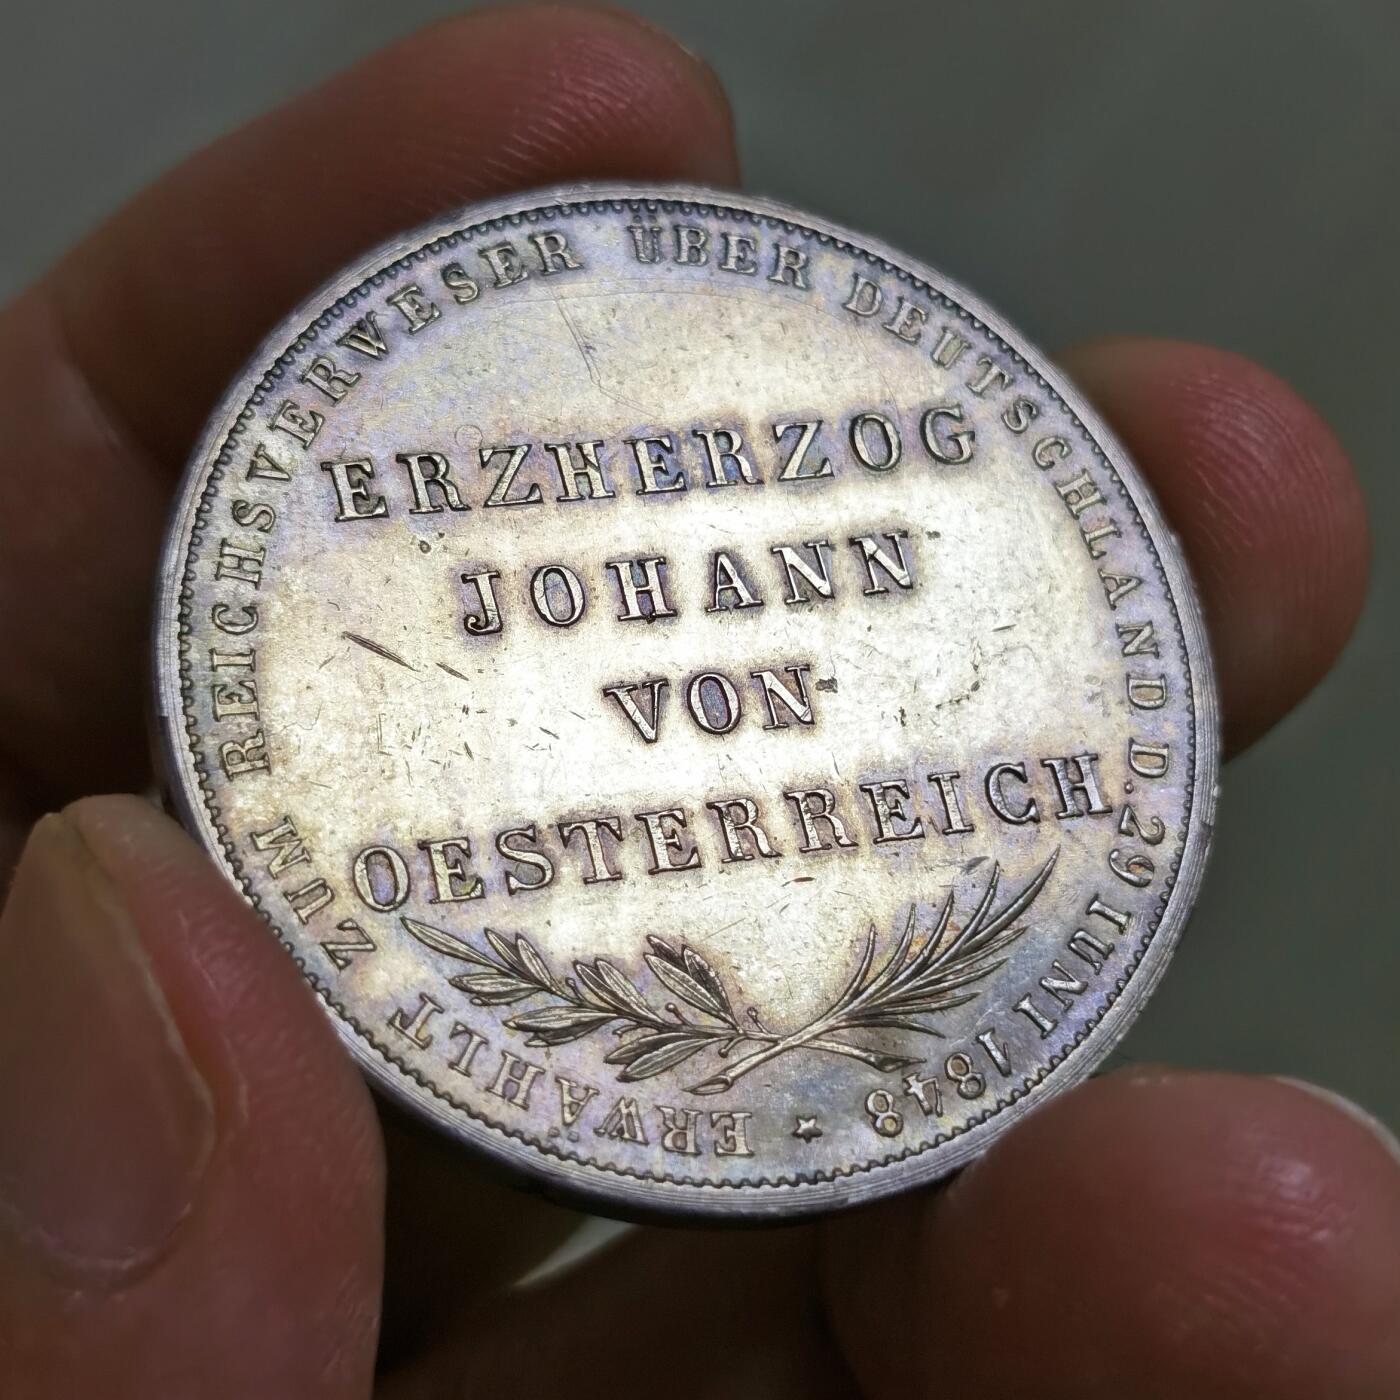 ERWÄHLT ZUM REICHSVERWESER ÜBER DEUTSCHLAND D. 29 IUNI 1848
ERZHERZOG
JOHANN
VON
OESTERREICH